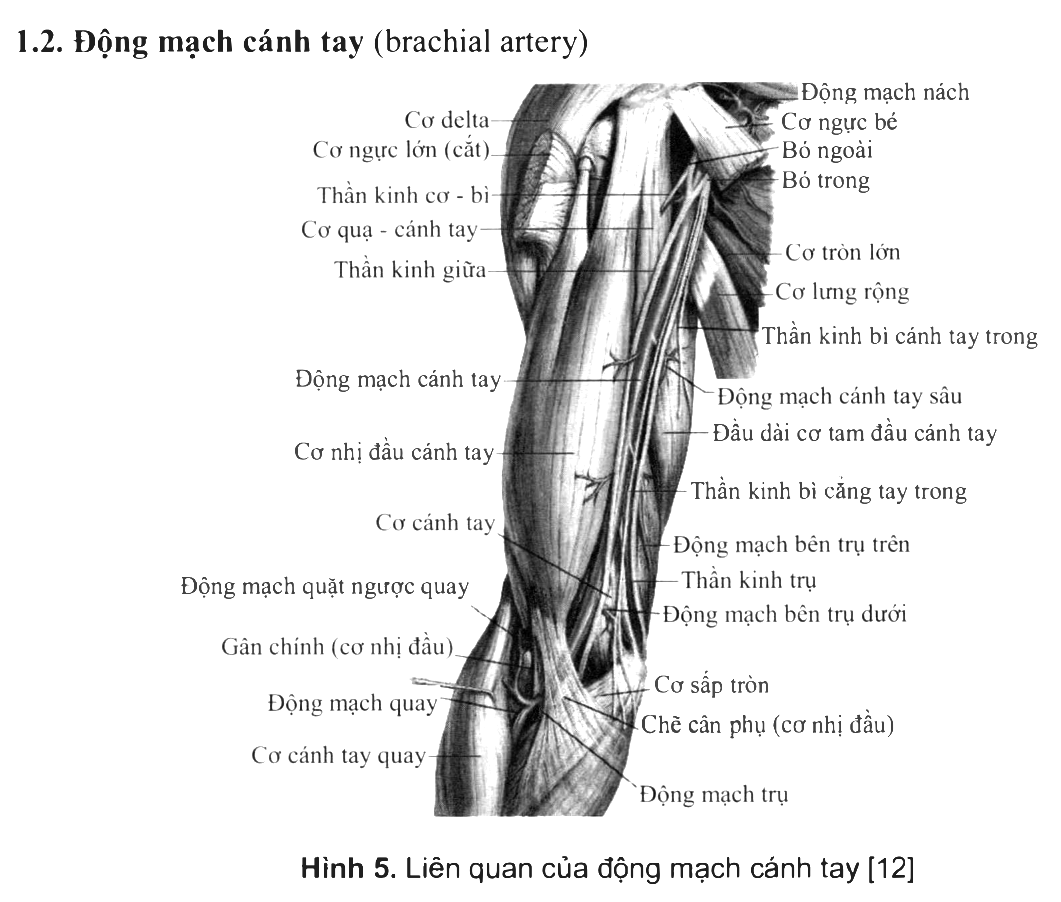 1.2. Động mạch cánh tay (brachial artery)
Động mạch nách
Cơ delta
Cơ ngực bé
Cơ ngực lớn (cắt)
Bó ngoài
Bó trong
Thần kinh cơ - bì
Cơ quạ - cánh tay
Cơ tròn lớn
Thần kinh giữa
Cơ lưng rộng
Thần kinh bì cánh tay trong
Động mạch cánh tay
Động mạch cánh tay sâu
Đầu dài cơ tam đầu cánh tay
Cơ nhị đầu cánh tay
Thần kinh bì cẳng tay trong
Cơ cánh tay
Động mạch bên trụ trên
Động mạch quặt ngược quay
Thần kinh trụ
Động mạch bên trụ dưới
Gân chính (cơ nhị đầu)
Cơ sấp tròn
Động mạch quay
Chẽ cân phụ (cơ nhị đầu)
Cơ cánh tay quay
Động mạch trụ
Hình 5. Liên quan của động mạch cánh tay [12]